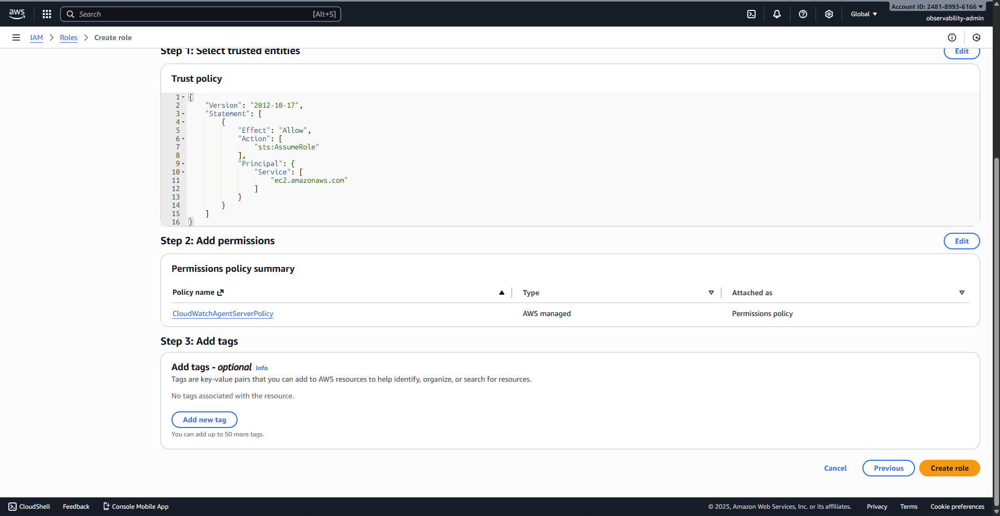 aws
Search [Alt+S]
Global
Account ID: 2481-8993-6166
observability-admin
IAM > Roles > Create role
Step 1: Select trusted entities
Edit
Trust policy
1 {
2 "Version": "2012-10-17",
3 "Statement": [
4 {
5 "Effect": "Allow",
6 "Action": [
7 "sts:AssumeRole"
8 ],
9 "Principal": {
10 "Service": [
11 "ec2.amazonaws.com"
12 ]
13 }
14 }
15 ]
16 }
Step 2: Add permissions
Edit
Permissions policy summary
Policy name Type Attached as
CloudWatchAgentServerPolicy AWS managed Permissions policy
Step 3: Add tags
Add tags - optional Info
Tags are key-value pairs that you can add to AWS resources to help identify, organize, or search for resources.
No tags associated with the resource.
Add new tag
You can add up to 50 more tags.
Cancel Previous Create role
CloudShell Feedback Console Mobile App © 2025, Amazon Web Services, Inc. or its affiliates. Privacy Terms Cookie preferences